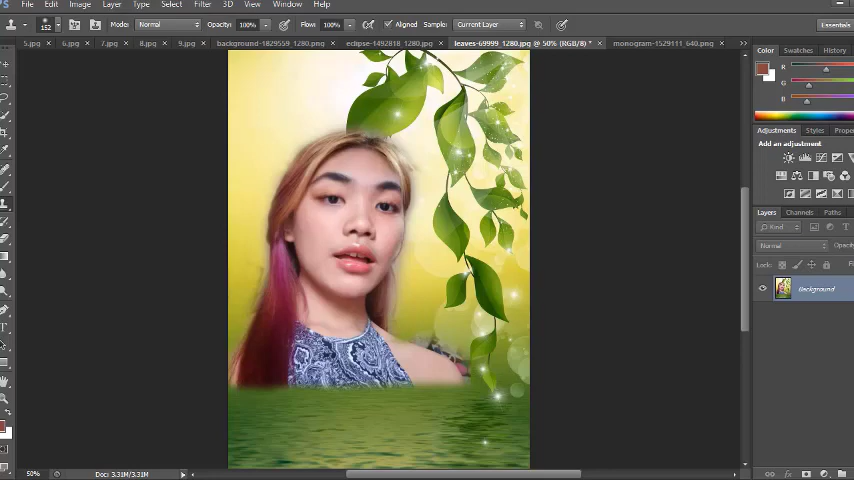 File Edit Image Layer Type Select Filter 3D View Window Help
152 Mode: Normal Opacity: 100% Flow: 100% Aligned Sample: Current Layer Essentials
5.jpg 6.jpg 7.jpg 8.jpg 9.jpg background-1829559_1280.png eclipse-1492818_1280.jpg leaves-69999_1280.jpg @ 50% (RGB/8) * monogram-1529111_640.png
Color Swatches History
R
G
B
Adjustments Styles
Add an adjustment
Layers Channels Paths
Kind
Normal
Lock:
Background
50% Doc: 3.31M/3.31M